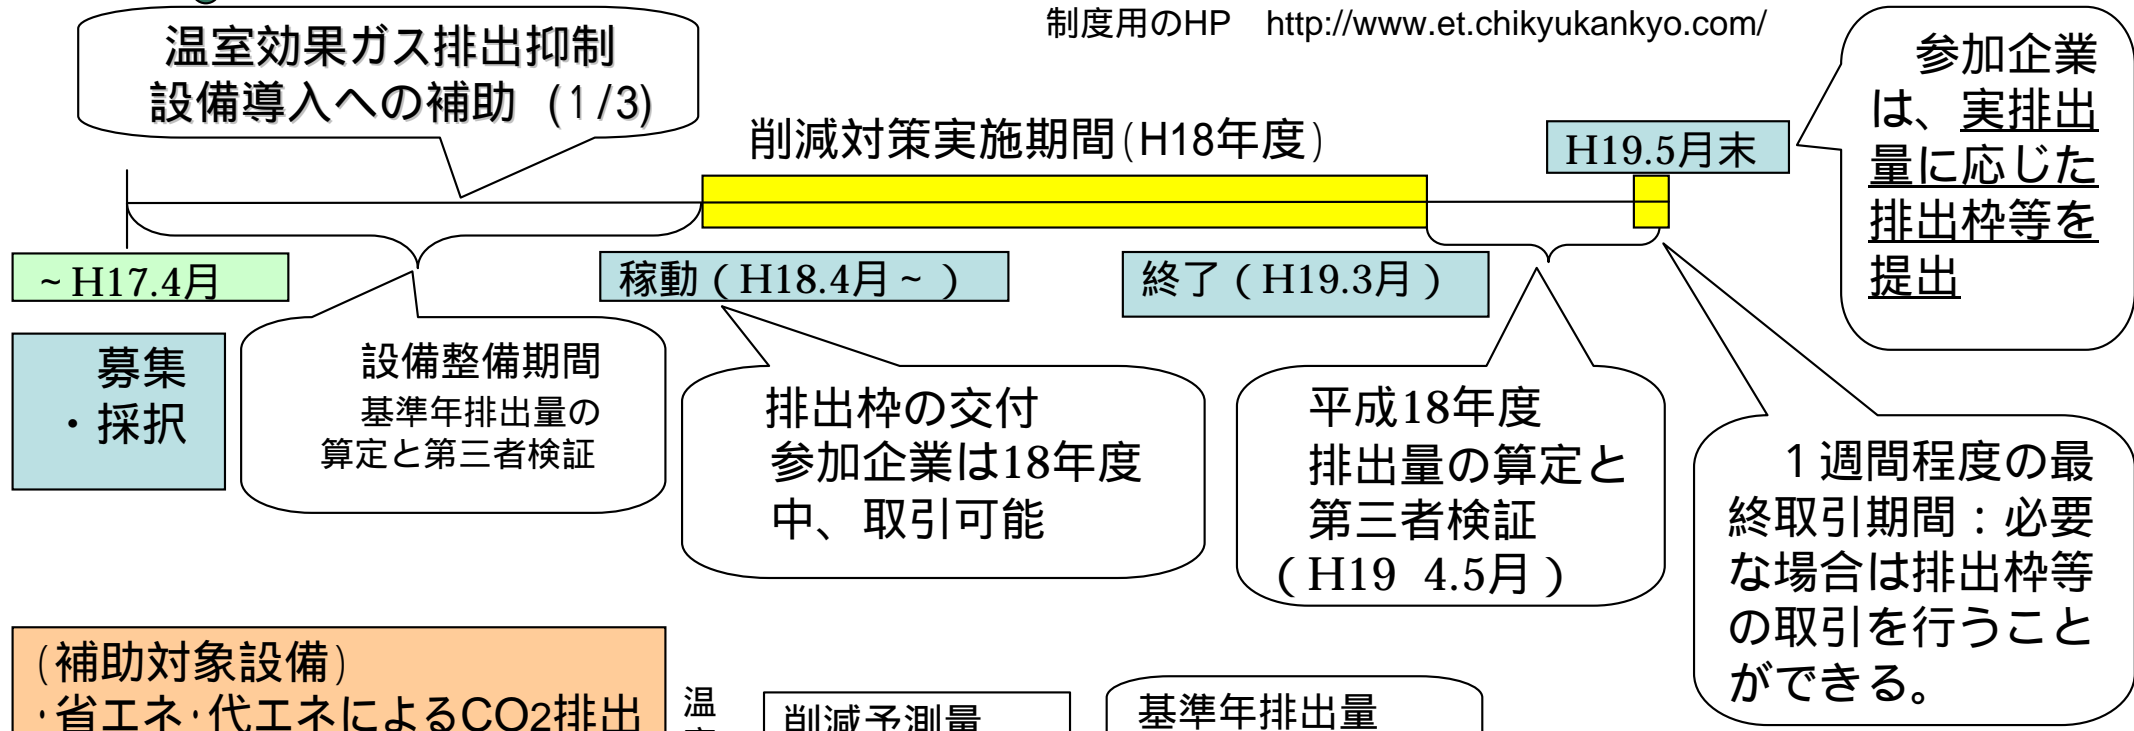 制度用のHP http://www.et.chikyukankyo.com/
温室効果ガス排出抑制
設備導入への補助 (1/3)
削減対策実施期間(H18年度)
H19.5月末
参加企業
は、実排出
量に応じた
排出枠等を
提出
~H17.4月
稼動(H18.4月~ )
終了(H19.3月)
募集
・採択
設備整備期間
基準年排出量の
算定と第三者検証
排出枠の交付
参加企業は18年度
中、取引可能
平成18年度
排出量の算定と
第三者検証
(H19 4.5月)
1週間程度の最
終取引期間:必要
な場合は排出枠等
の取引を行うこと
ができる。
(補助対象設備)
・省エネ・代エネによるCO2排出
温
削減予測量
基準年排出量